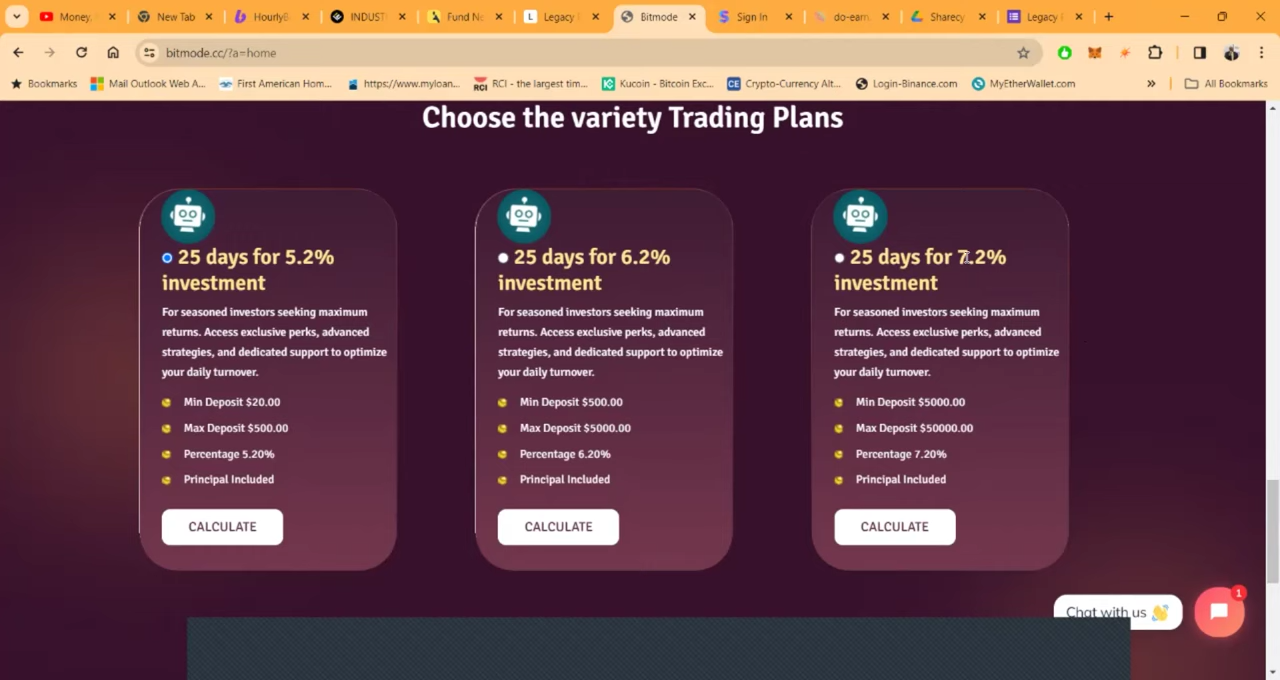 Money,
New Tab
HourlyB
INDUST
Fund Ne
Legacy
Bitmode
Sign In
do-earn
Sharecy
Legacy
bitmode.cc/?a=home
Bookmarks
Mail Outlook Web A...
First American Hom...
https://www.myloan...
RCI
RCI - the largest tim...
Kucoin - Bitcoin Exc...
CE
Crypto-Currency Alt...
Login-Binance.com
MyEtherWallet.com
»
All Bookmarks
Choose the variety Trading Plans
25 days for 5.2%
investment
For seasoned investors seeking maximum
returns. Access exclusive perks, advanced
strategies, and dedicated support to optimize
your daily turnover.
Min Deposit $20.00
Max Deposit $500.00
Percentage 5.20%
Principal Included
CALCULATE
25 days for 6.2%
investment
For seasoned investors seeking maximum
returns. Access exclusive perks, advanced
strategies, and dedicated support to optimize
your daily turnover.
Min Deposit $500.00
Max Deposit $5000.00
Percentage 6.20%
Principal Included
CALCULATE
25 days for 7.2%
investment
For seasoned investors seeking maximum
returns. Access exclusive perks, advanced
strategies, and dedicated support to optimize
your daily turnover.
Min Deposit $5000.00
Max Deposit $50000.00
Percentage 7.20%
Principal Included
CALCULATE
Chat with us 👋
1